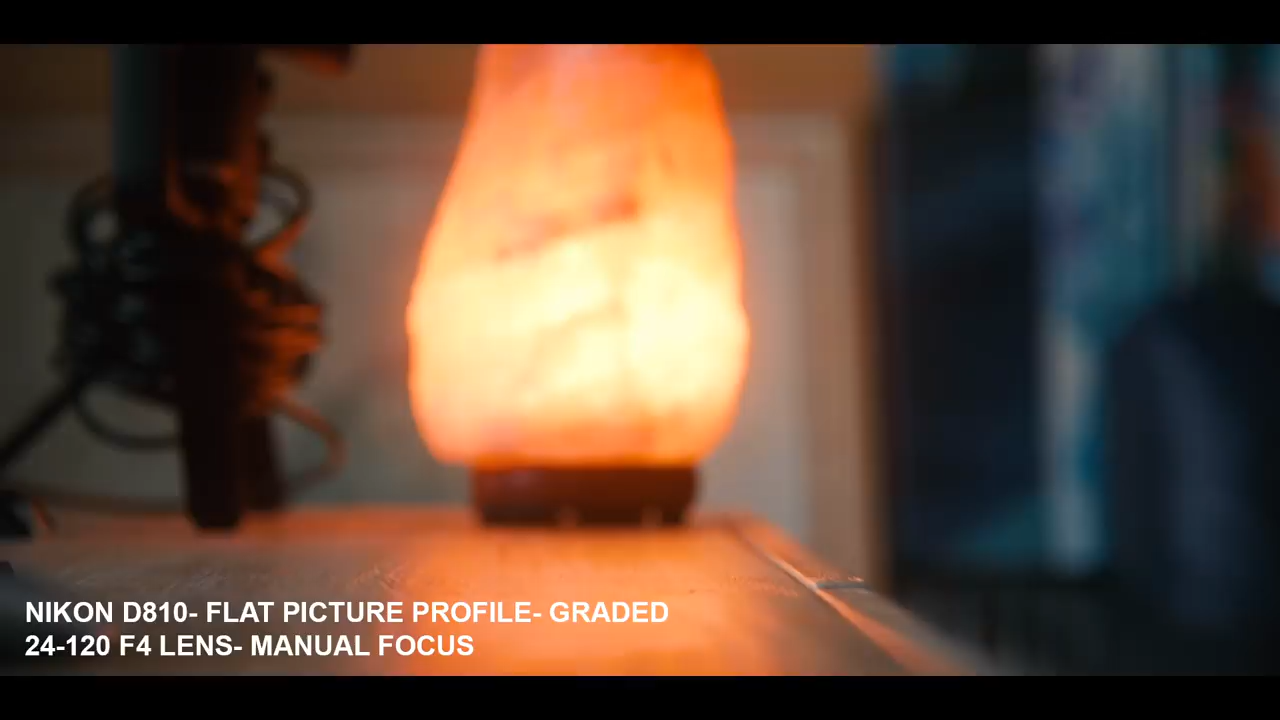 NIKON D810- FLAT PICTURE PROFILE- GRADED
24-120 F4 LENS- MANUAL FOCUS